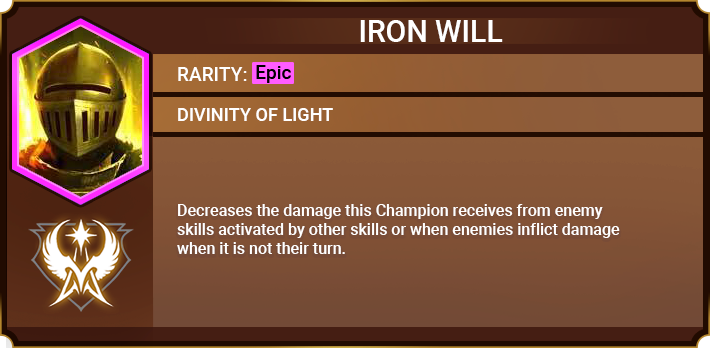 IRON WILL
RARITY: Epic
DIVINITY OF LIGHT
Decreases the damage this Champion receives from enemy
skills activated by other skills or when enemies inflict damage
when it is not their turn.